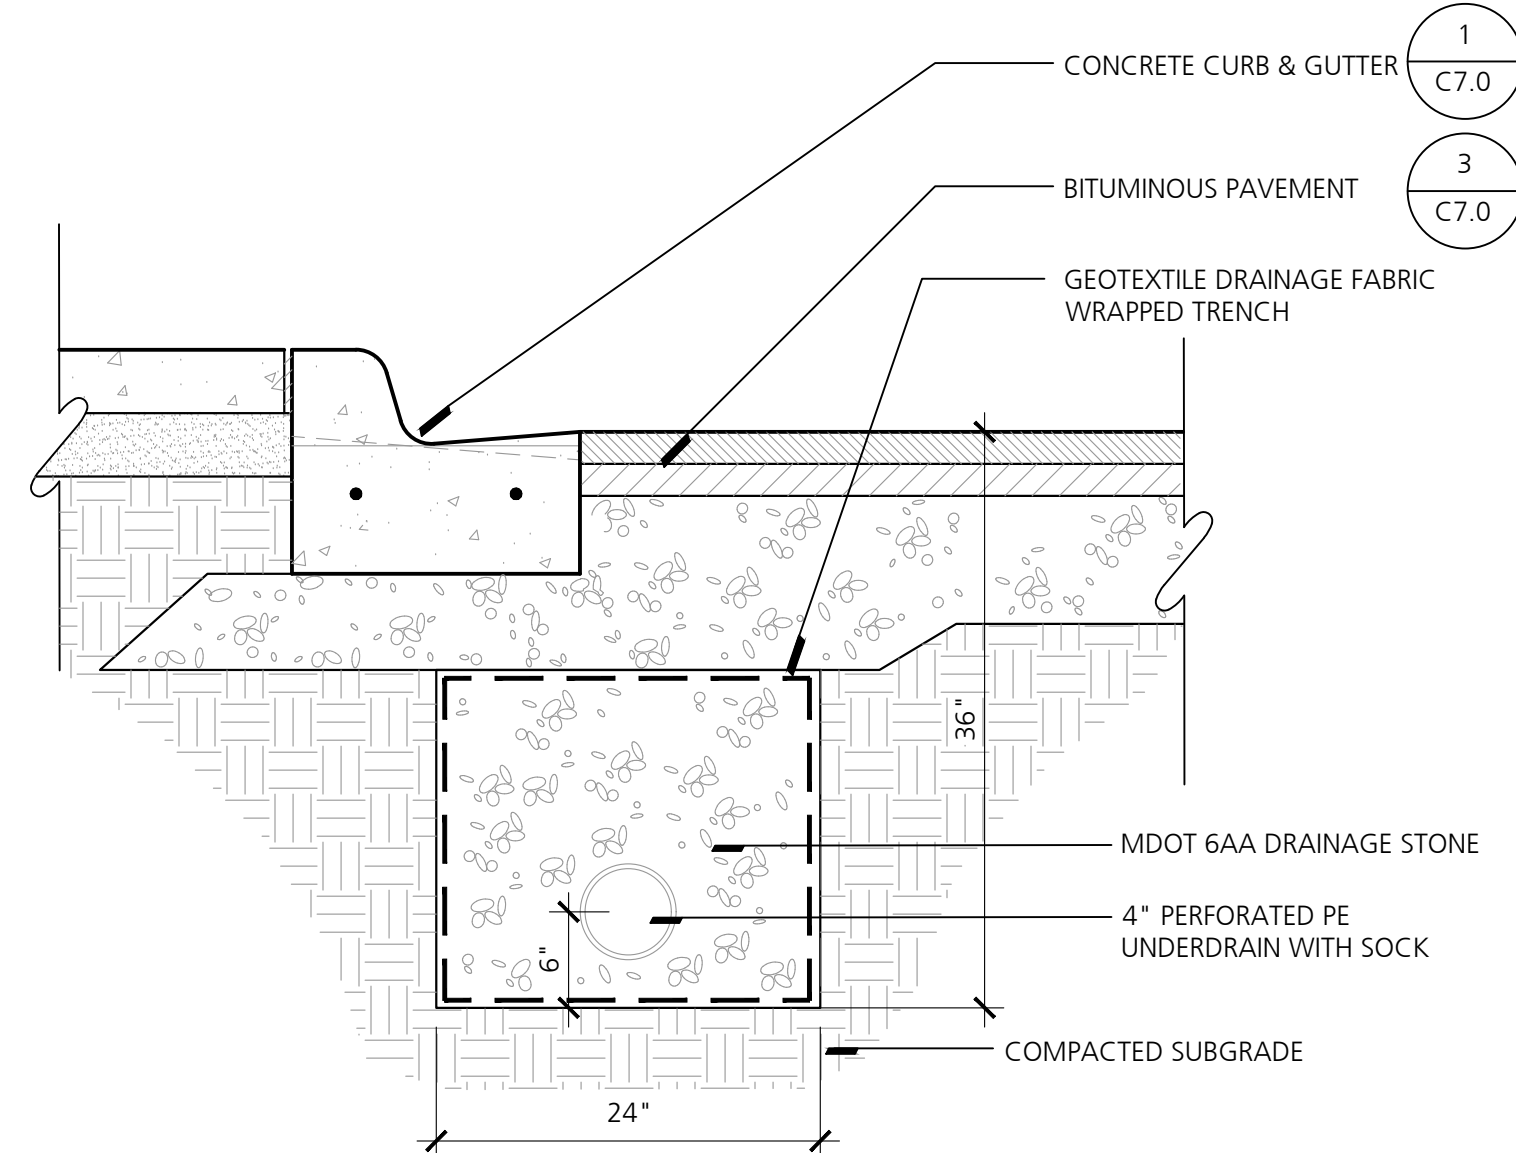 1
CONCRETE CURB & GUTTER
C7.0
3
BITUMINOUS PAVEMENT
C7.0
GEOTEXTILE DRAINAGE FABRIC
WRAPPED TRENCH
36"
MDOT 6AA DRAINAGE STONE
4" PERFORATED PE
UNDERDRAIN WITH SOCK
6"
COMPACTED SUBGRADE
24"